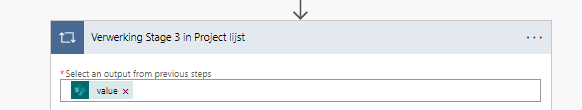 Verwerking Stage 3 in Project lijst
*Select an output from previous steps
value